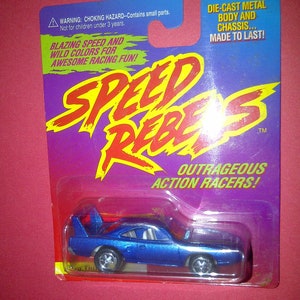 WARNING: CHOKING HAZARD-Contains small parts.
Not for children under 3 years.
BLAZING SPEED AND
WILD COLORS FOR
AWESOME RACING FUN!
DIE-CAST METAL
BODY AND
CHASSIS...
MADE TO LAST!
SPEED
REBELS
TM
OUTRAGEOUS
ACTION RACERS!